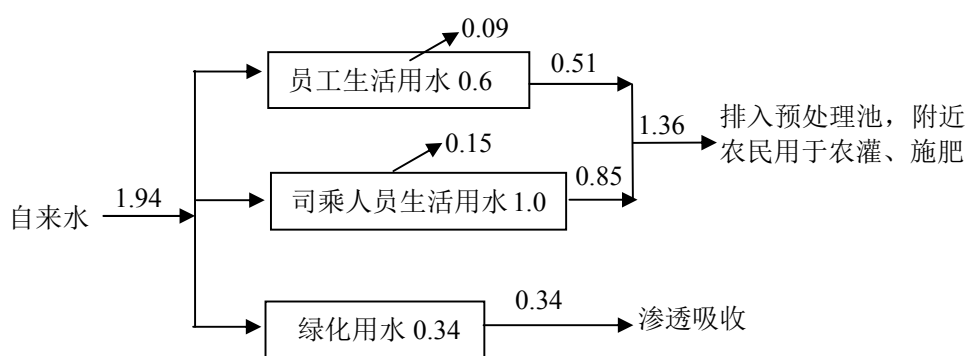 0.09
员工生活用水 0.6
0.51
1.36
排入预处理池，附近
农民用于农灌、施肥
0.15
司乘人员生活用水 1.0
0.85
自来水
1.94
绿化用水 0.34
0.34
渗透吸收